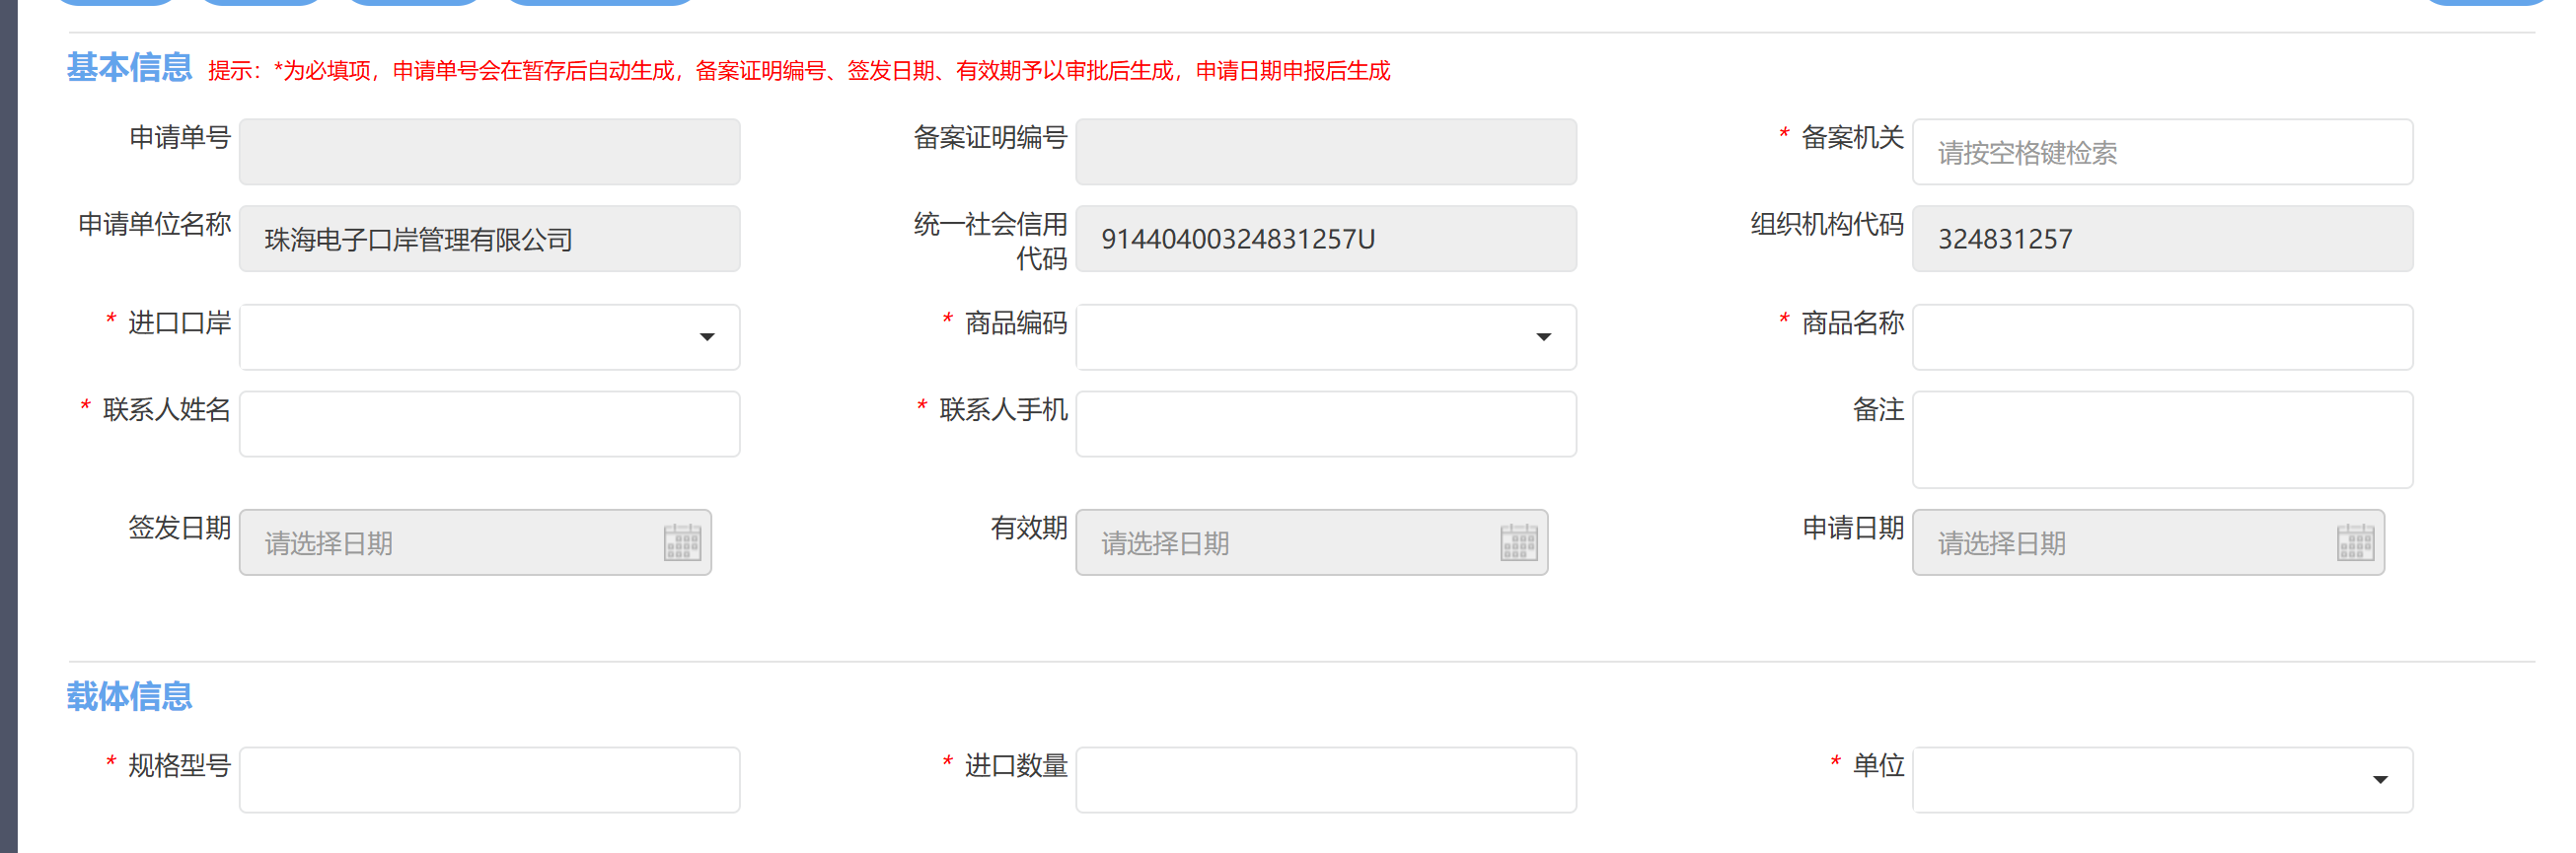 基本信息 提示：*为必填项，申请单号会在暂存后自动生成，备案证明编号、签发日期、有效期予以审批后生成，申请日期申报后生成
申请单号 备案证明编号 * 备案机关 请按空格键检索
申请单位名称 珠海电子口岸管理有限公司 统一社会信用代码 91440400324831257U 组织机构代码 324831257
* 进口口岸 * 商品编码 * 商品名称
* 联系人姓名 * 联系人手机 备注
签发日期 请选择日期 有效期 请选择日期 申请日期 请选择日期
载体信息
* 规格型号 * 进口数量 * 单位